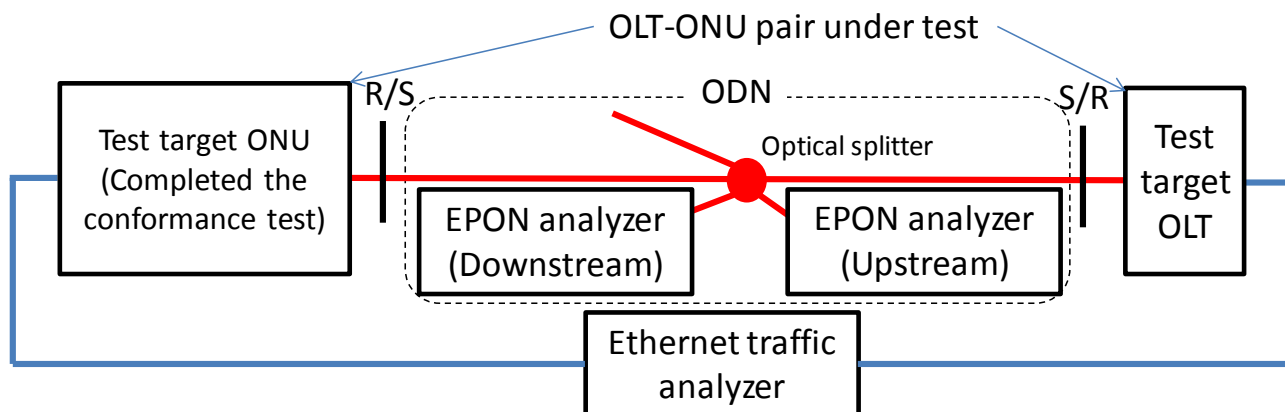 OLT-ONU pair under test
R/S
ODN
S/R
Test target ONU
(Completed the
conformance test)
Optical splitter
Test
target
OLT
EPON analyzer
(Downstream)
EPON analyzer
(Upstream)
Ethernet traffic
analyzer